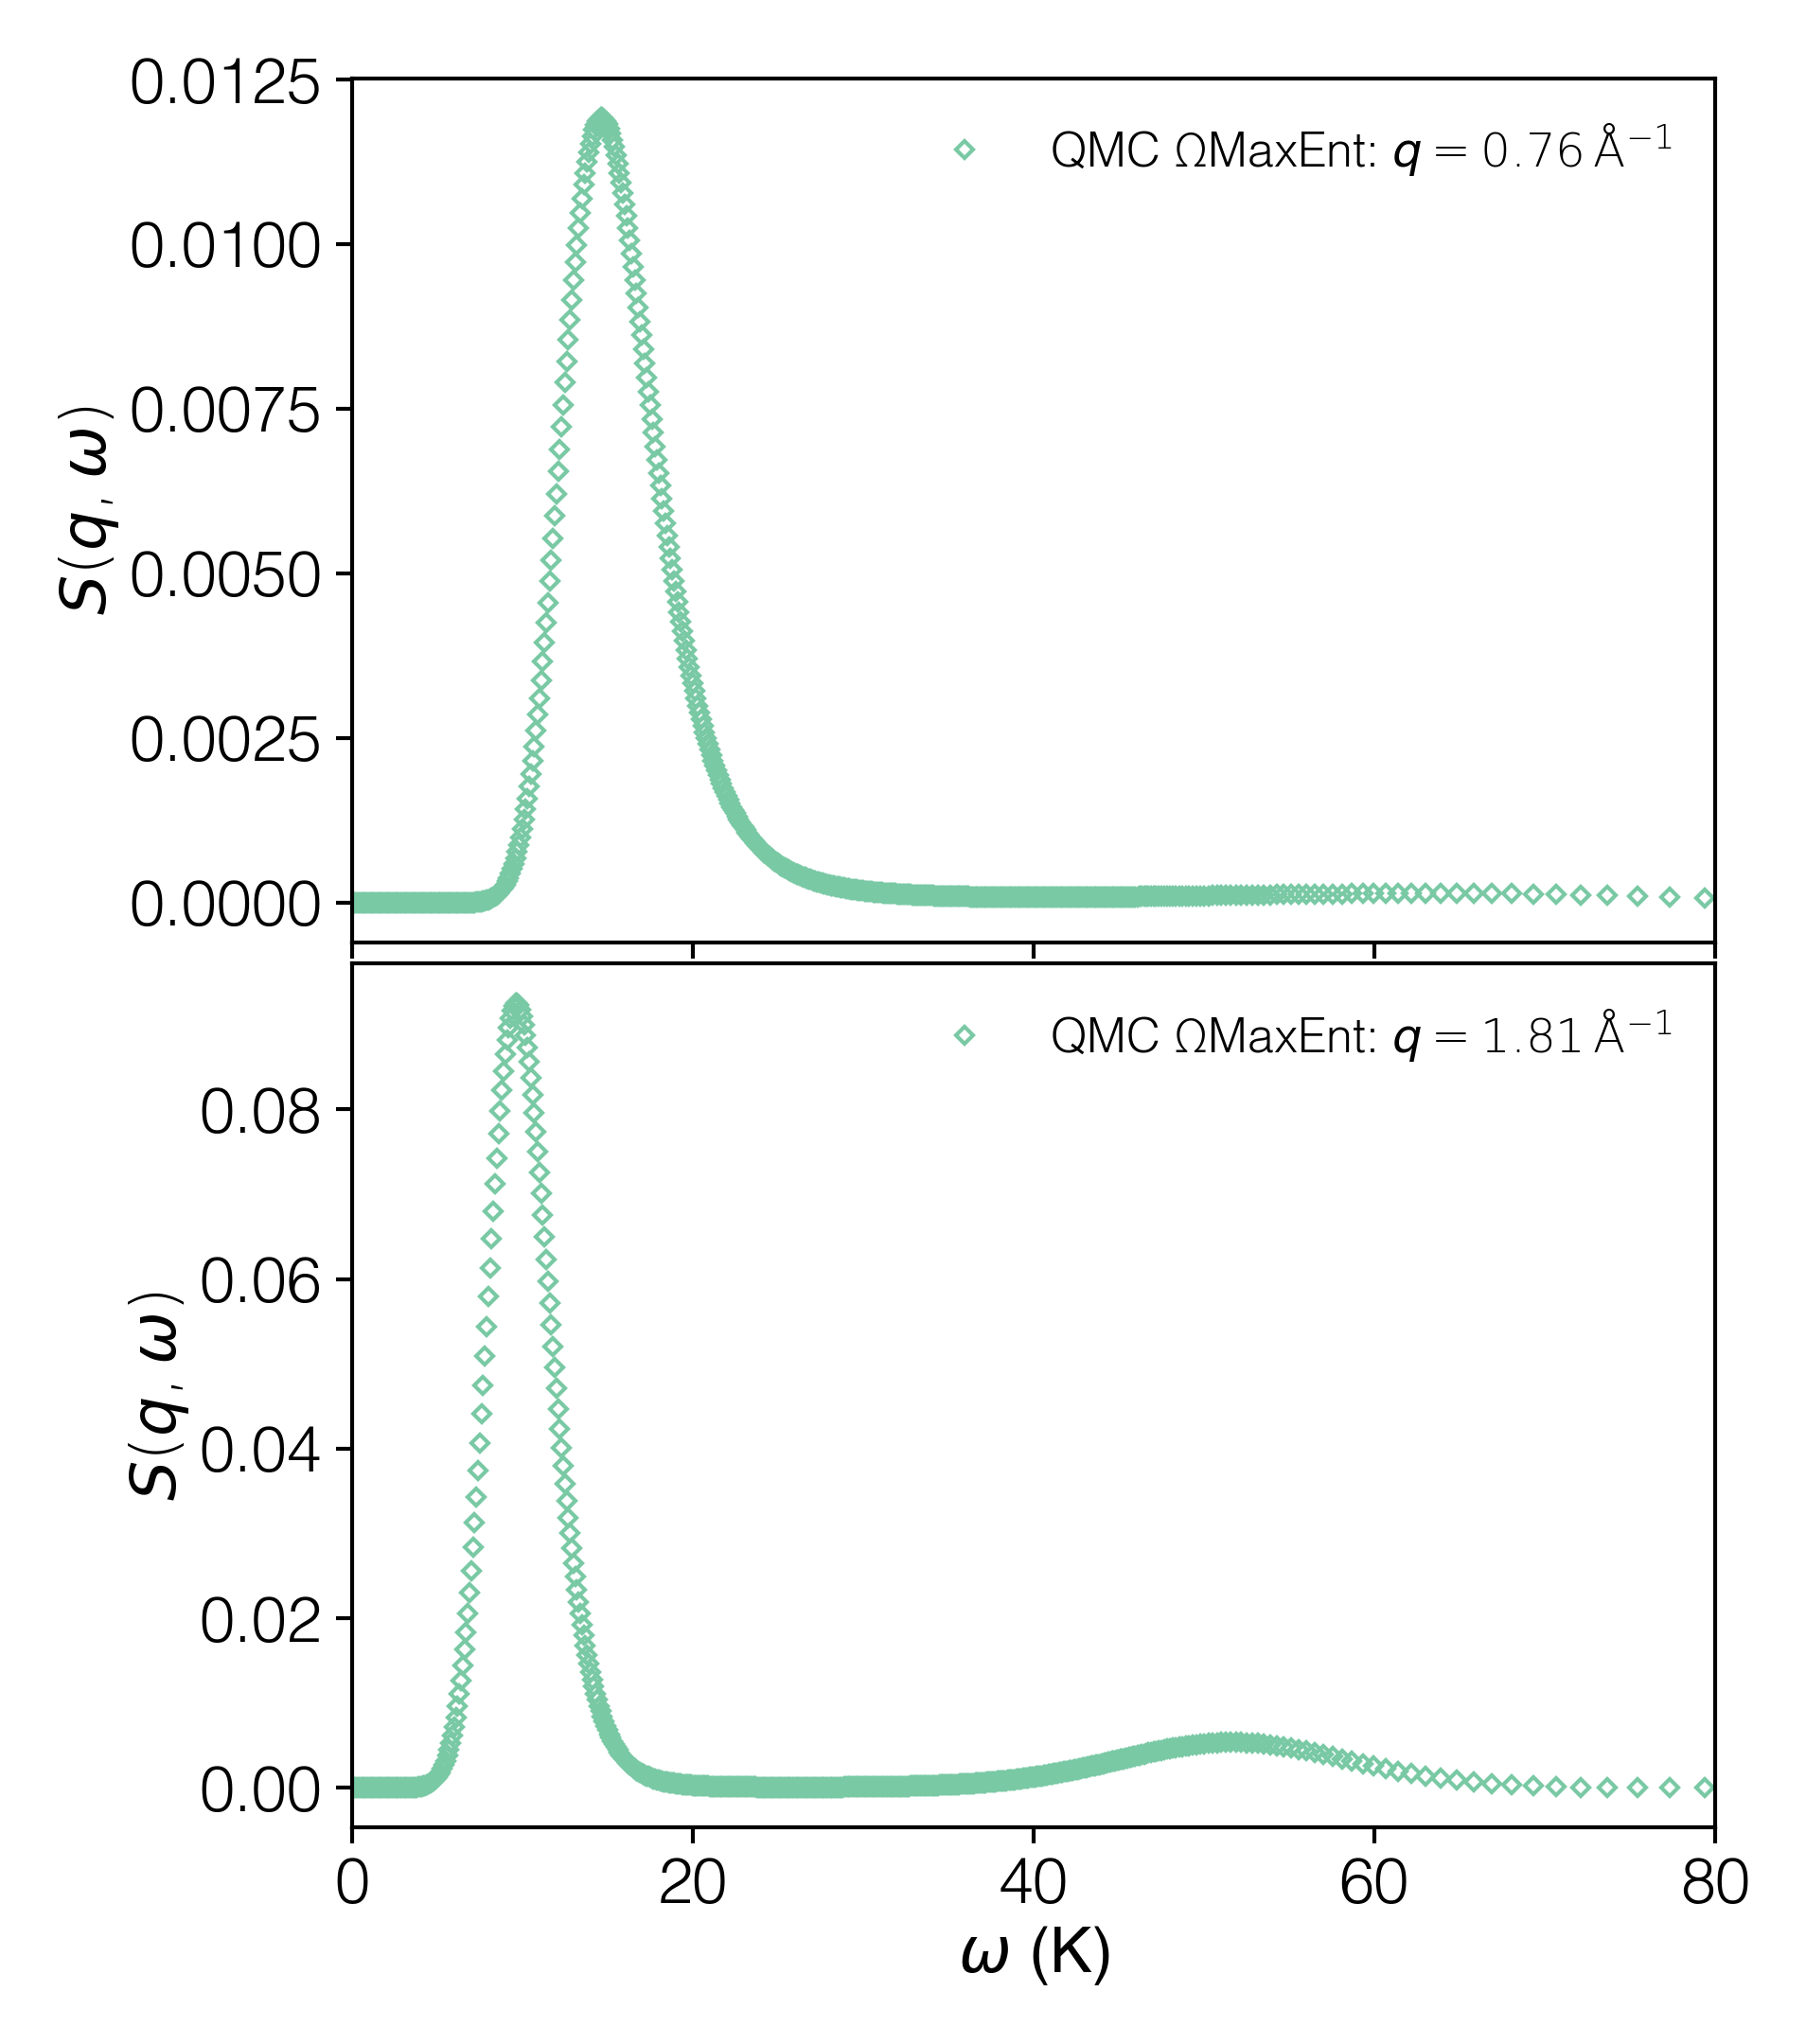 0.0125
0.0100
0.0075
0.0050
0.0025
0.0000
S(q, ω)
QMC ΩMaxEnt: q = 0.76 Å⁻¹
0.08
0.06
0.04
0.02
0.00
S(q, ω)
QMC ΩMaxEnt: q = 1.81 Å⁻¹
0 20 40 60 80
ω (K)